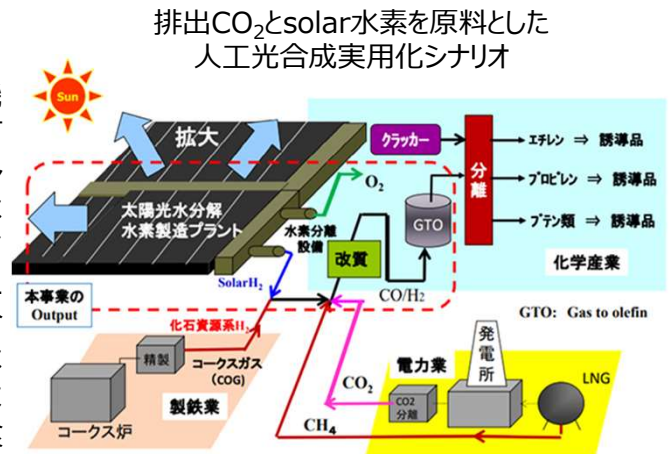 排出CO₂とsolar水素を原料とした
人工光合成実用化シナリオ
Sun
拡大
クラッカー
エチレン ⇒ 誘導品
O₂
分離
太陽光水分解
水素製造プラント
プロピレン ⇒ 誘導品
GTO
水素分離
設備
改質
ブテン類 ⇒ 誘導品
化学産業
SolarH₂
CO/H₂
本事業の
Output
GTO: Gas to olefin
化石資源系H₂
発電所
精製
コークスガス
(COG)
電力業
LNG
CO₂
CO2
分離
製鉄業
CH₄
コークス炉